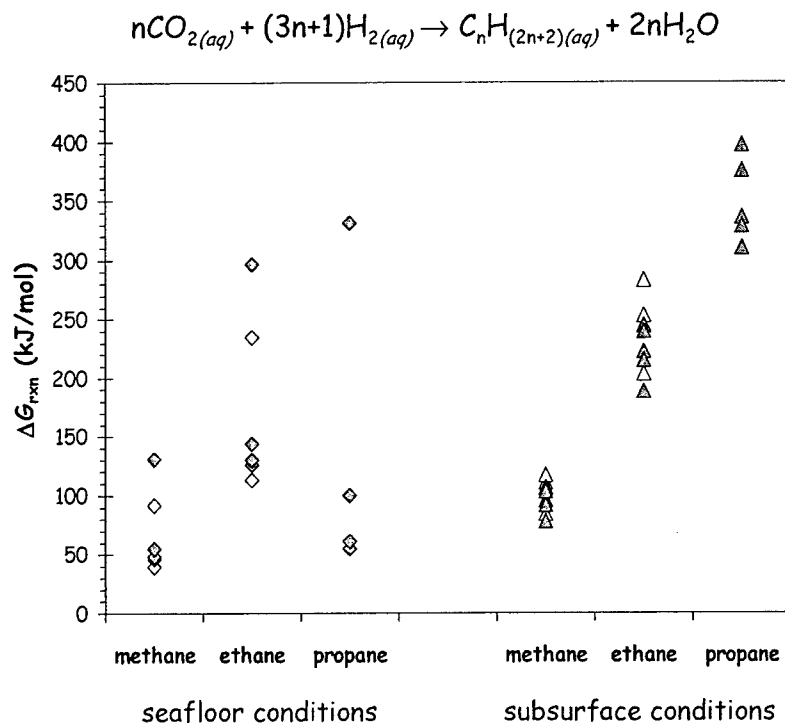 nCO₂(aq) + (3n+1)H₂(aq) → CₙH(2n+2)(aq) + 2nH₂O
450
400
350
300
250
200
150
100
50
0
ΔGrxn (kJ/mol)
methane ethane propane methane ethane propane
seafloor conditions subsurface conditions